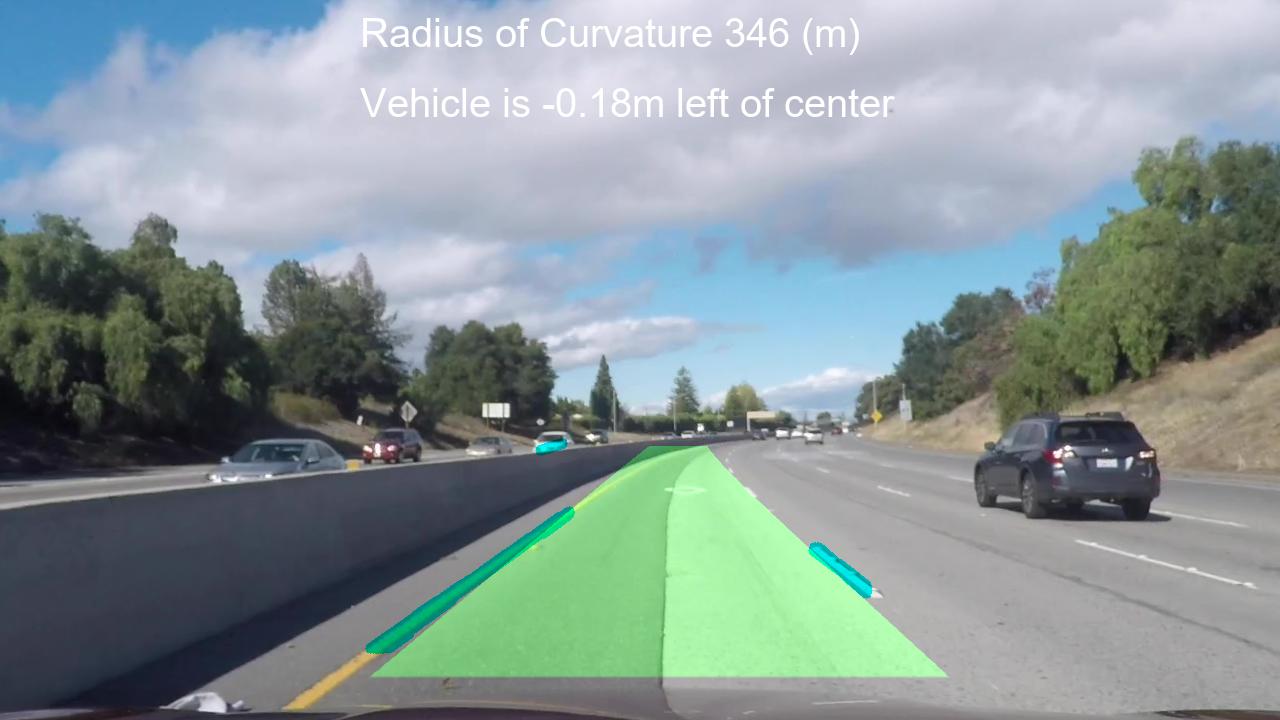 Radius of Curvature 346 (m)
Vehicle is -0.18m left of center